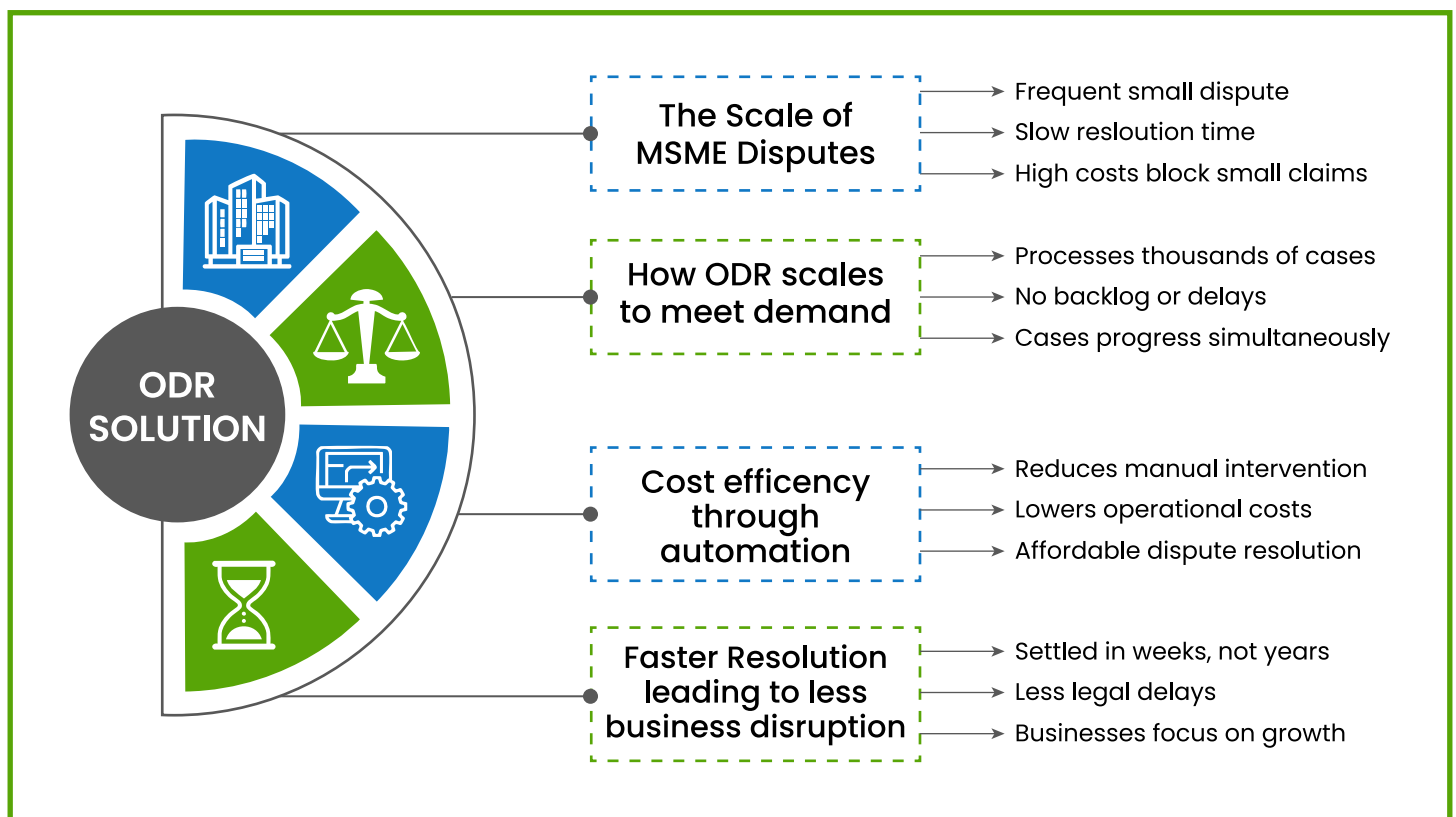 ODR
SOLUTION
The Scale of
MSME Disputes
Frequent small dispute
Slow resloution time
High costs block small claims
How ODR scales
to meet demand
Processes thousands of cases
No backlog or delays
Cases progress simultaneously
Cost efficency
through
automation
Reduces manual intervention
Lowers operational costs
Affordable dispute resolution
Faster Resolution
leading to less
business disruption
Settled in weeks, not years
Less legal delays
Businesses focus on growth